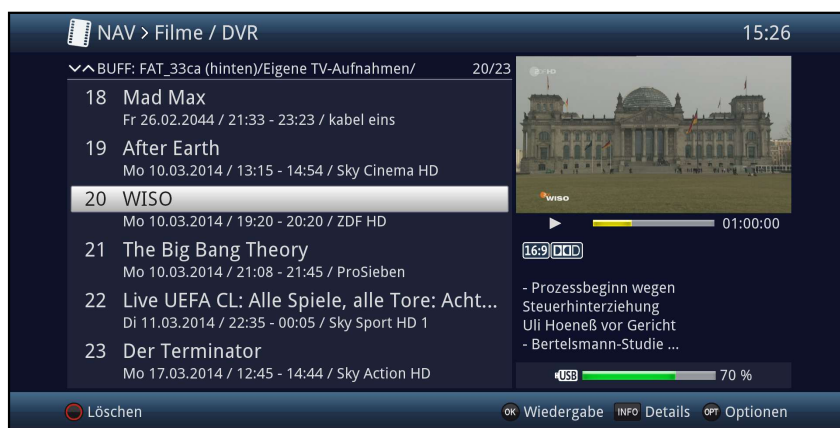 NAV > Filme / DVR
15:26
BUFF: FAT_33ca (hinten)/Eigene TV-Aufnahmen/ 20/23
18 Mad Max
Fr 26.02.2044 / 21:33 - 23:23 / kabel eins
19 After Earth
Mo 10.03.2014 / 13:15 - 14:54 / Sky Cinema HD
20 WISO
Mo 10.03.2014 / 19:20 - 20:20 / ZDF HD
21 The Big Bang Theory
Mo 10.03.2014 / 21:08 - 21:45 / ProSieben
22 Live UEFA CL: Alle Spiele, alle Tore: Acht...
Di 11.03.2014 / 22:35 - 00:05 / Sky Sport HD 1
23 Der Terminator
Mo 17.03.2014 / 12:45 - 14:44 / Sky Action HD
WISO
01:00:00
16:9
- Prozessbeginn wegen
Steuerhinterziehung
Uli Hoeneß vor Gericht
- Bertelsmann-Studie ...
USB 70 %
Löschen
OK Wiedergabe INFO Details OPT Optionen